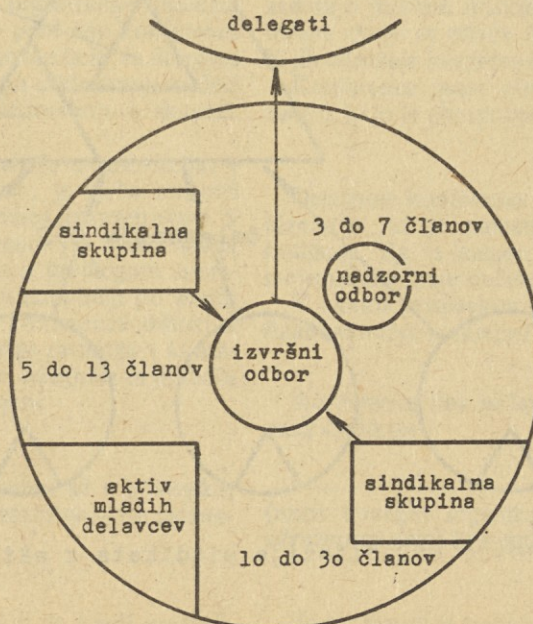 delegati
sindikalna
skupina
3 do 7 članov
nadzorni
odbor
5 do 13 članov
izvršni
odbor
aktiv
mladih
delavcev
sindikalna
skupina
lo do 3o članov